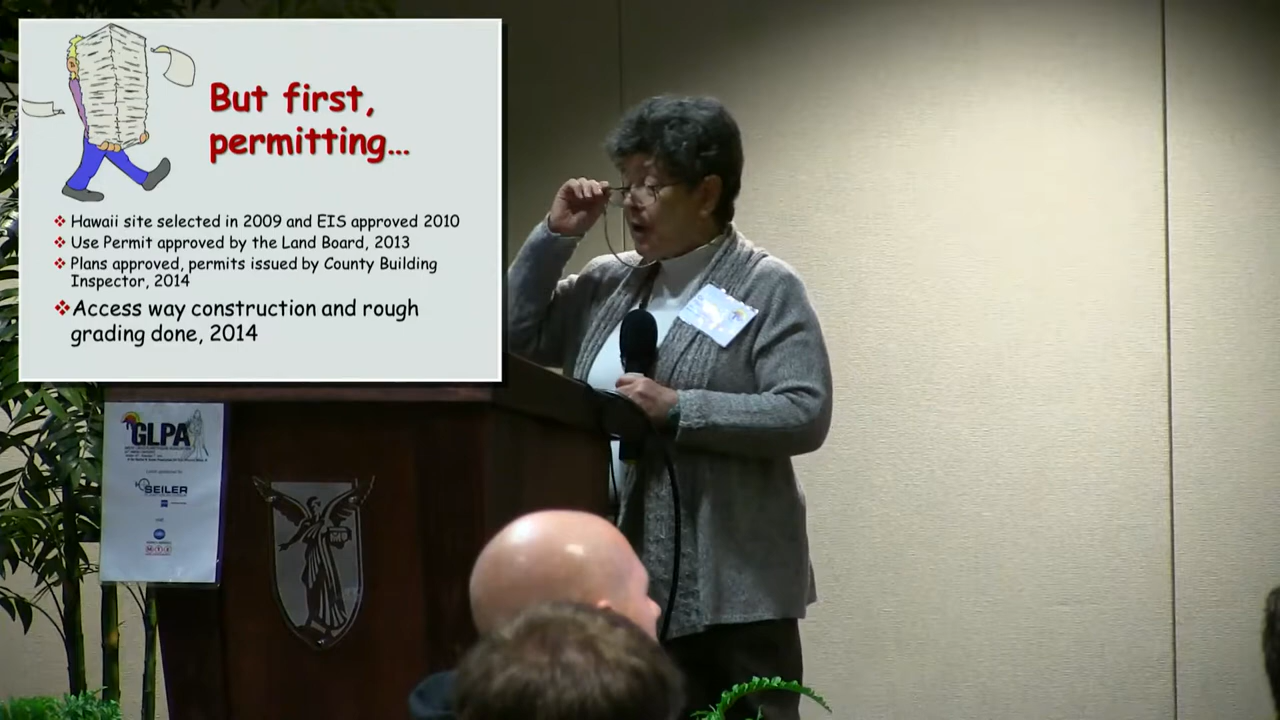 But first,
permitting...
❖ Hawaii site selected in 2009 and EIS approved 2010
❖ Use Permit approved by the Land Board, 2013
❖ Plans approved, permits issued by County Building
Inspector, 2014
❖Access way construction and rough
grading done, 2014
GLPA
SEILER